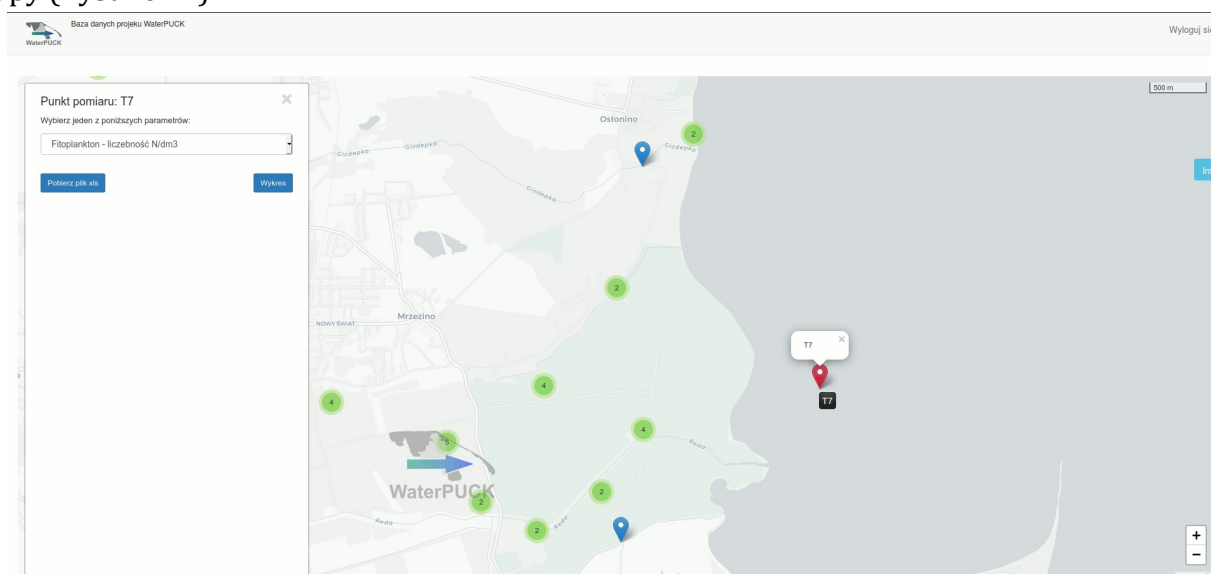 Baza danych projeku WaterPUCK
WaterPUCK
Wyloguj się
Punkt pomiaru: T7 ×
Wybierz jeden z poniższych parametrów:
Fitoplankton - liczebność N/dm3
Pobierz plik xls Wykres
500 m
Osłonino
2
Gizdepka Gizdepka Gizdepka
Gizdepka
2
Mrzezino
NOWY ŚWIAT
T7 ×
4
T7
4
4
5
Reda
WaterPUCK
2
2
Reda
2
Reda
+
−